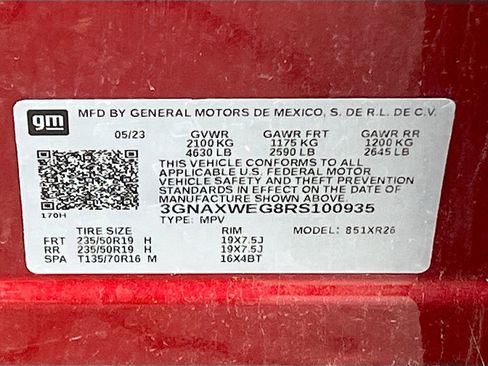 gm
MFD BY GENERAL MOTORS DE MEXICO, S. DE R.L. DE C.V.
05/23 GVWR GAWR FRT GAWR RR
2100 KG 1175 KG 1200 KG
4630 LB 2590 LB 2645 LB
THIS VEHICLE CONFORMS TO ALL
APPLICABLE U.S. FEDERAL MOTOR
VEHICLE SAFETY AND THEFT PREVENTION
STANDARDS IN EFFECT ON THE DATE OF
MANUFACTURE SHOWN ABOVE.
3GNAXWEG8RS100935
170H TYPE: MPV
TIRE SIZE RIM MODEL: 851XR26
FRT 235/50R19 H 19X7.5J
RR 235/50R19 H 19X7.5J
SPA T135/70R16 M 16X4BT